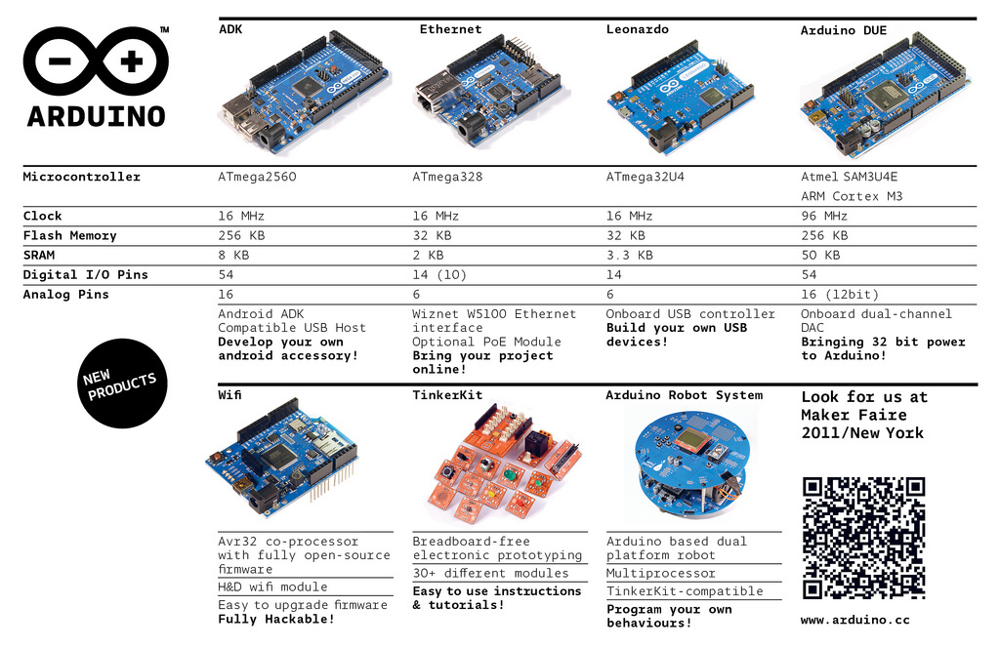 ARDUINO
TM
ADK
Ethernet
Leonardo
Arduino DUE
Microcontroller ATmega2560 ATmega328 ATmega32U4 Atmel SAM3U4E
ARM Cortex M3
Clock 16 MHz 16 MHz 16 MHz 96 MHz
Flash Memory 256 KB 32 KB 32 KB 256 KB
SRAM 8 KB 2 KB 3.3 KB 50 KB
Digital I/O Pins 54 14 (10) 14 54
Analog Pins 16 6 6 16 (12bit)
Android ADK
Compatible USB Host
Develop your own
android accessory!
Wiznet W5100 Ethernet
interface
Optional PoE Module
Bring your project
online!
Onboard USB controller
Build your own USB
devices!
Onboard dual-channel
DAC
Bringing 32 bit power
to Arduino!
NEW
PRODUCTS
Wifi
Avr32 co-processor
with fully open-source
firmware
H&D wifi module
Easy to upgrade firmware
Fully Hackable!
TinkerKit
Breadboard-free
electronic prototyping
30+ different modules
Easy to use instructions
& tutorials!
Arduino Robot System
Arduino based dual
platform robot
Multiprocessor
TinkerKit-compatible
Program your own
behaviours!
Look for us at
Maker Faire
2011/New York
www.arduino.cc